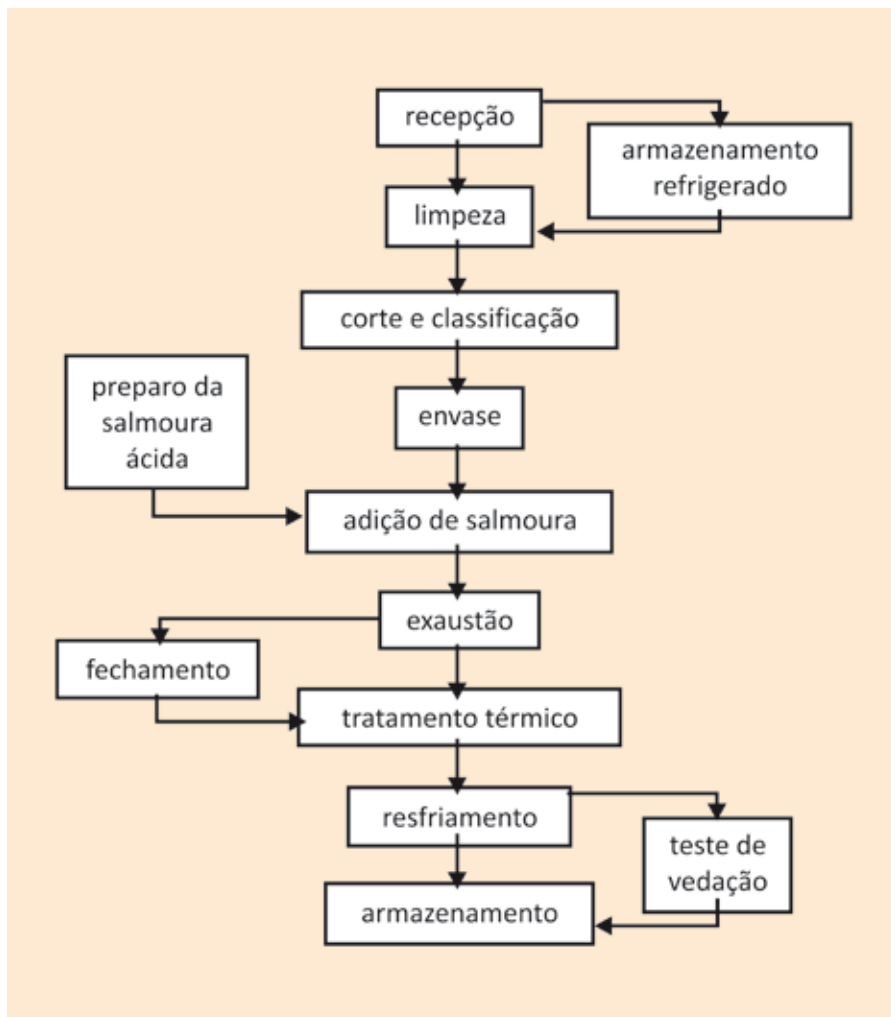 recepção
armazenamento
refrigerado
limpeza
corte e classificação
preparo da
salmoura
ácida
envase
adição de salmoura
exaustão
fechamento
tratamento térmico
resfriamento
teste de
vedação
armazenamento